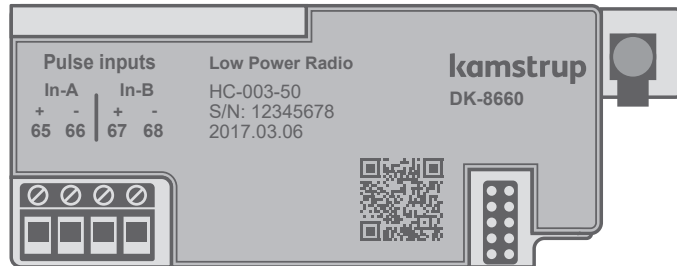 Pulse inputs
In-A In-B
+ - + -
65 66 67 68
Low Power Radio
HC-003-50
S/N: 12345678
2017.03.06
kamstrup
DK-8660